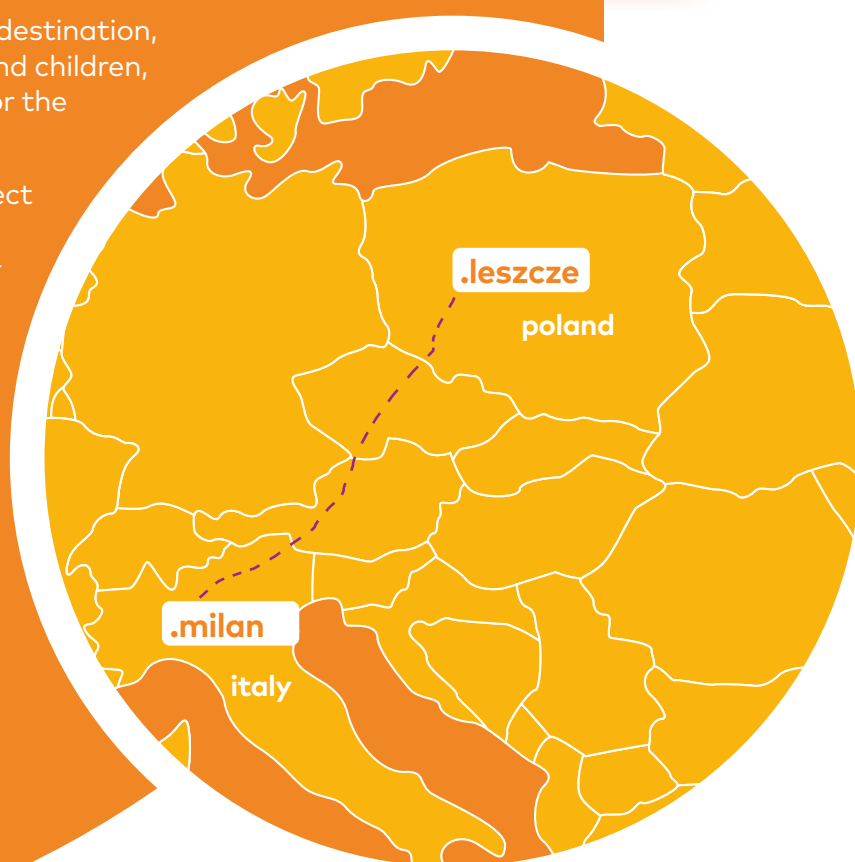 destination,
nd children,
or the
ect
.leszcze
poland
.milan
italy